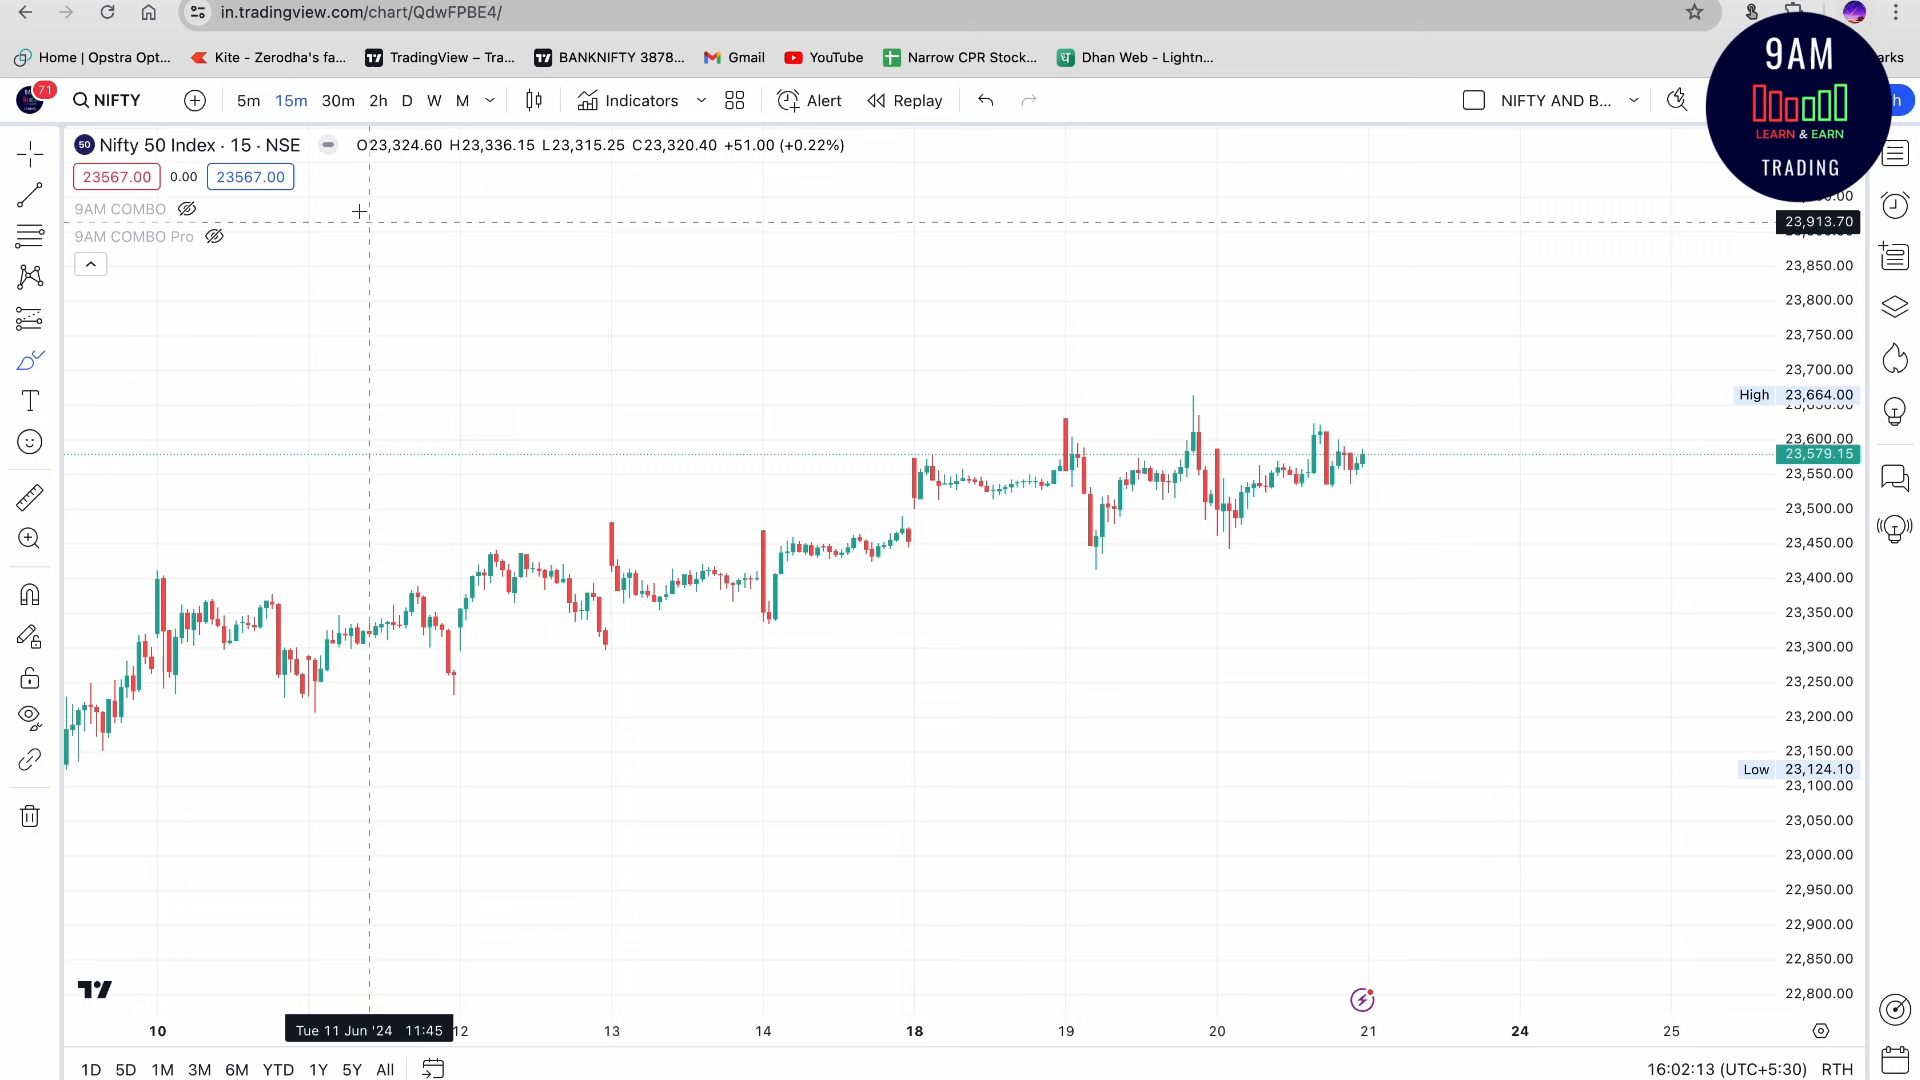 in.tradingview.com/chart/QdwFPBE4/
Home | Opstra Opt... Kite - Zerodha's fa... TradingView – Tra... BANKNIFTY 3878... Gmail YouTube Narrow CPR Stock... Dhan Web - Lightn... arks
71 NIFTY 5m 15m 30m 2h D W M Indicators Alert Replay NIFTY AND B... h
9AM
LEARN & EARN
TRADING
50 Nifty 50 Index · 15 · NSE O23,324.60 H23,336.15 L23,315.25 C23,320.40 +51.00 (+0.22%)
23567.00 0.00 23567.00
9AM COMBO
23,913.70
9AM COMBO Pro
23,850.00
23,800.00
23,750.00
23,700.00
High 23,664.00
23,600.00
23,579.15
23,550.00
23,500.00
23,450.00
23,400.00
23,350.00
23,300.00
23,250.00
23,200.00
23,150.00
Low 23,124.10
23,100.00
23,050.00
23,000.00
22,950.00
22,900.00
22,850.00
22,800.00
10 Tue 11 Jun '24 11:45 12 13 14 18 19 20 21 24 25
1D 5D 1M 3M 6M YTD 1Y 5Y All 16:02:13 (UTC+5:30) RTH